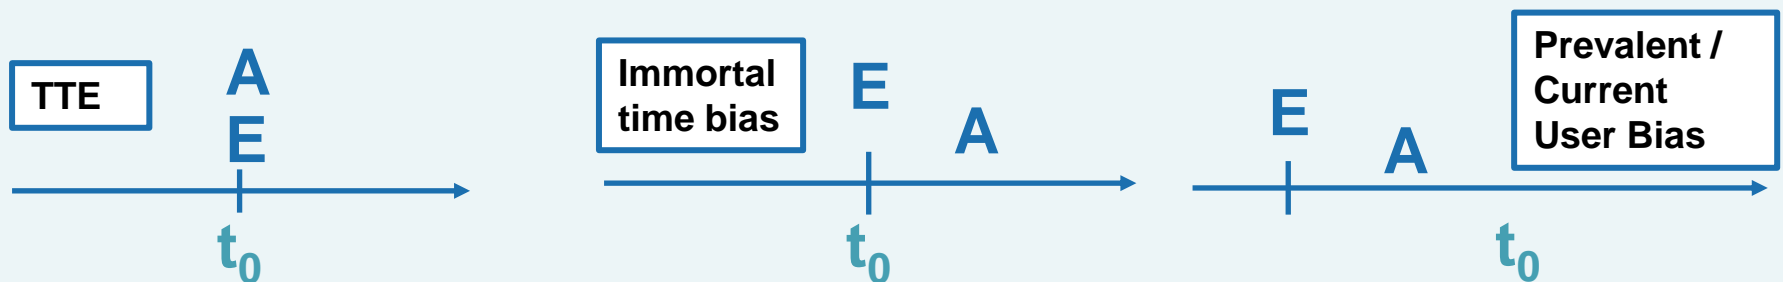 TTE
A
E
t0
Immortal
time bias
E
A
t0
E
A
Prevalent /
Current
User Bias
t0